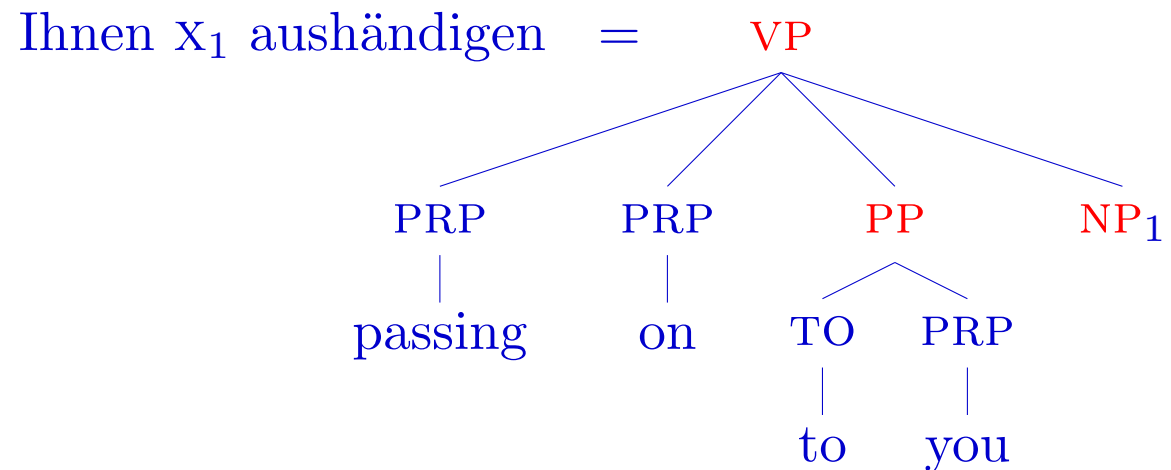 Ihnen x₁ aushändigen = VP
PRP PRP PP NP₁
passing on TO PRP
to you